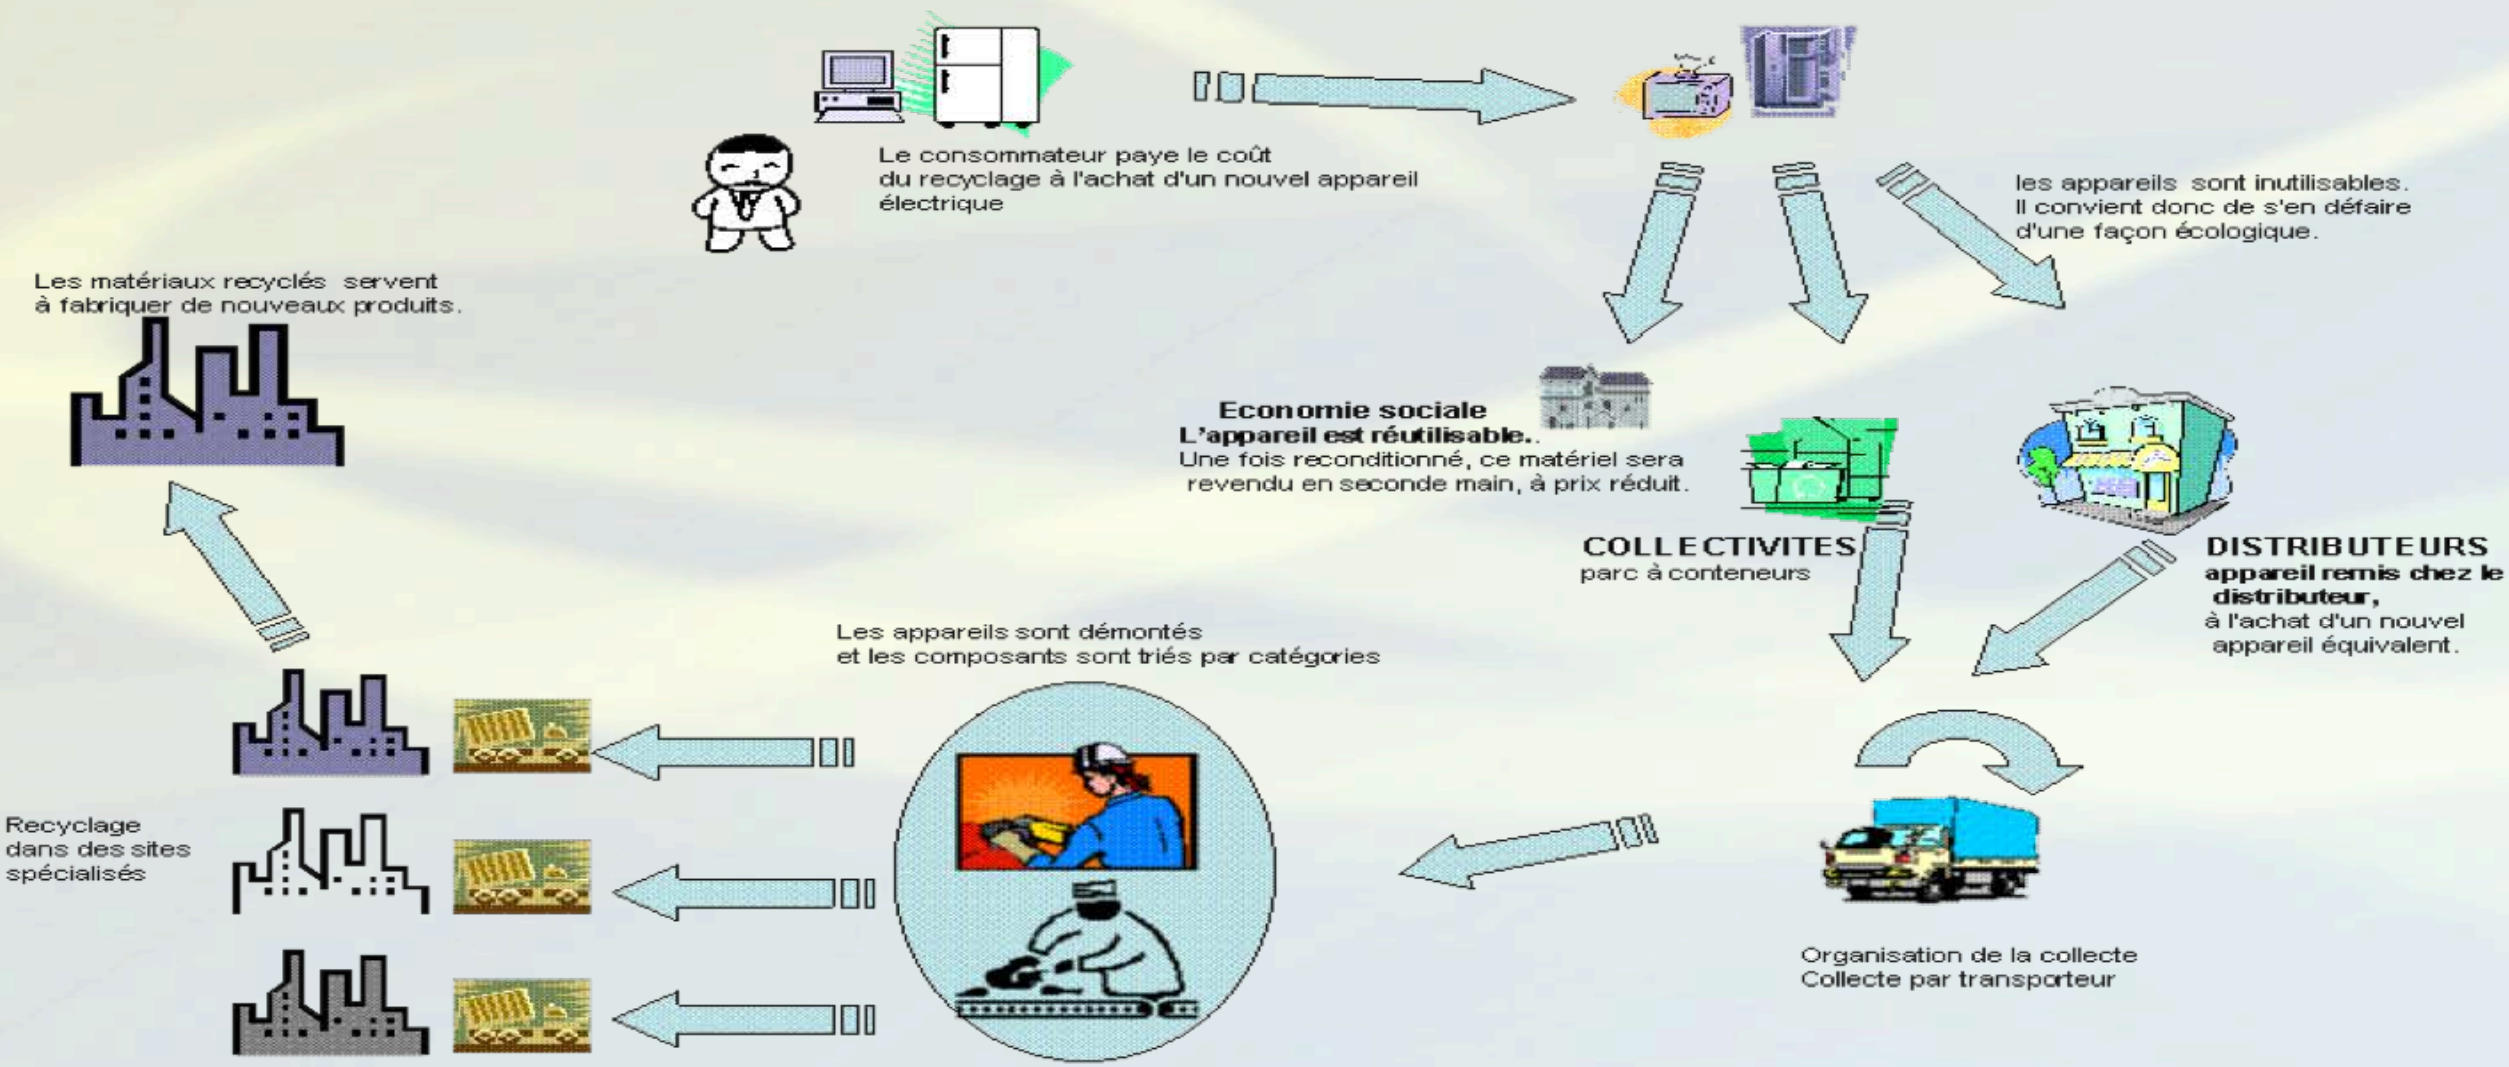 Le consommateur paye le coût
du recyclage à l'achat d'un nouvel appareil
électrique
les appareils sont inutilisables.
Il convient donc de s'en défaire
d'une façon écologique.
Les matériaux recyclés servent
à fabriquer de nouveaux produits.
Economie sociale
L'appareil est réutilisable..
Une fois reconditionné, ce matériel sera
revendu en seconde main, à prix réduit.
COLLECTIVITES
parc à conteneurs
DISTRIBUTEURS
appareil remis chez le
distributeur,
à l'achat d'un nouvel
appareil équivalent.
Les appareils sont démontés
et les composants sont triés par catégories
Recyclage
dans des sites
spécialisés
Organisation de la collecte
Collecte par transporteur